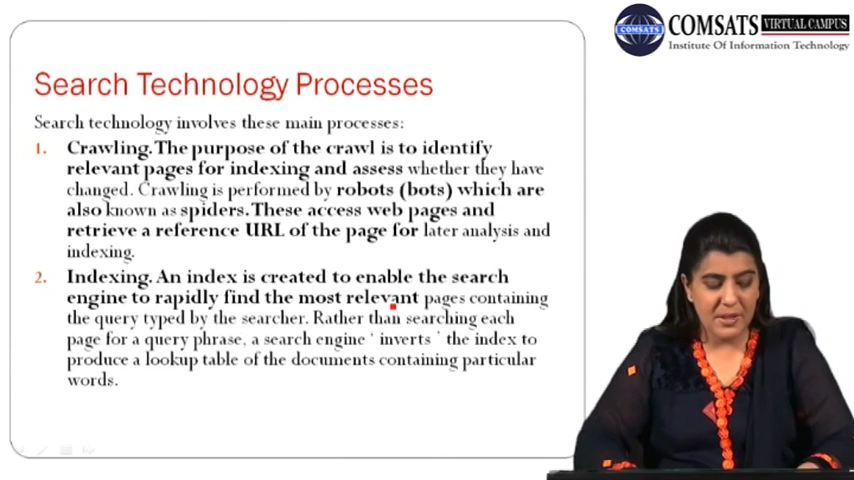 COMSATS VIRTUAL CAMPUS
Institute Of Information Technology
COMSATS
Search Technology Processes
Search technology involves these main processes:
1. Crawling. The purpose of the crawl is to identify
relevant pages for indexing and assess whether they have
changed. Crawling is performed by robots (bots) which are
also known as spiders. These access web pages and
retrieve a reference URL of the page for later analysis and
indexing.
2. Indexing. An index is created to enable the search
engine to rapidly find the most relevant pages containing
the query typed by the searcher. Rather than searching each
page for a query phrase, a search engine ‘ inverts ’ the index to
produce a lookup table of the documents containing particular
words.